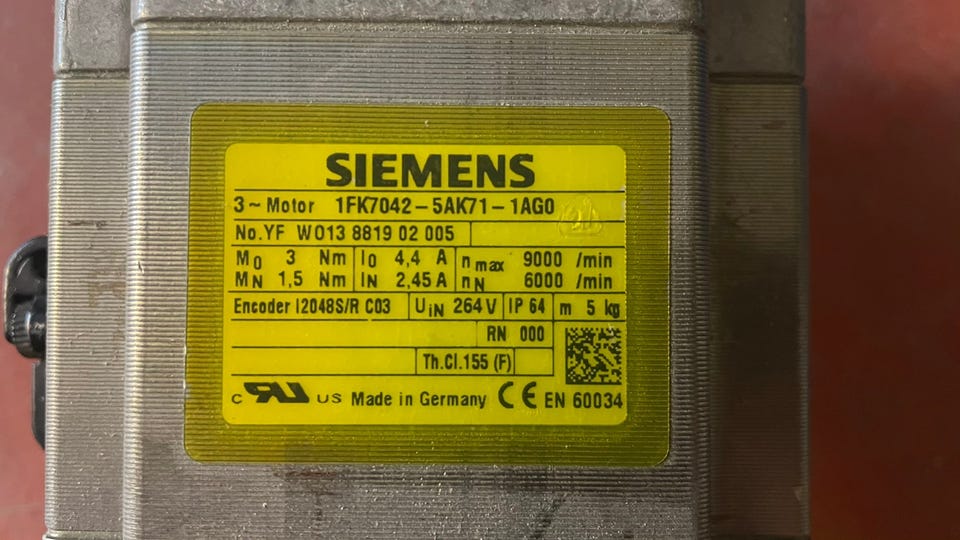 SIEMENS
3~Motor 1FK7042-5AK71-1AG0
No.YF W013 8819 02 005
M0 3 Nm I0 4,4 A n max 9000 /min
MN 1,5 Nm IN 2,45 A nN 6000 /min
Encoder I2048S/R C03 UiN 264 V IP 64 m 5 kg
RN 000
Th.Cl.155 (F)
c RU US Made in Germany CE EN 60034